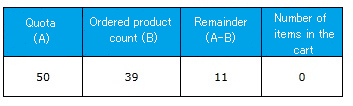 Quota
(A)
Ordered product
count (B)
Remainder
(A-B)
Number of
items in the
cart
50
39
11
0